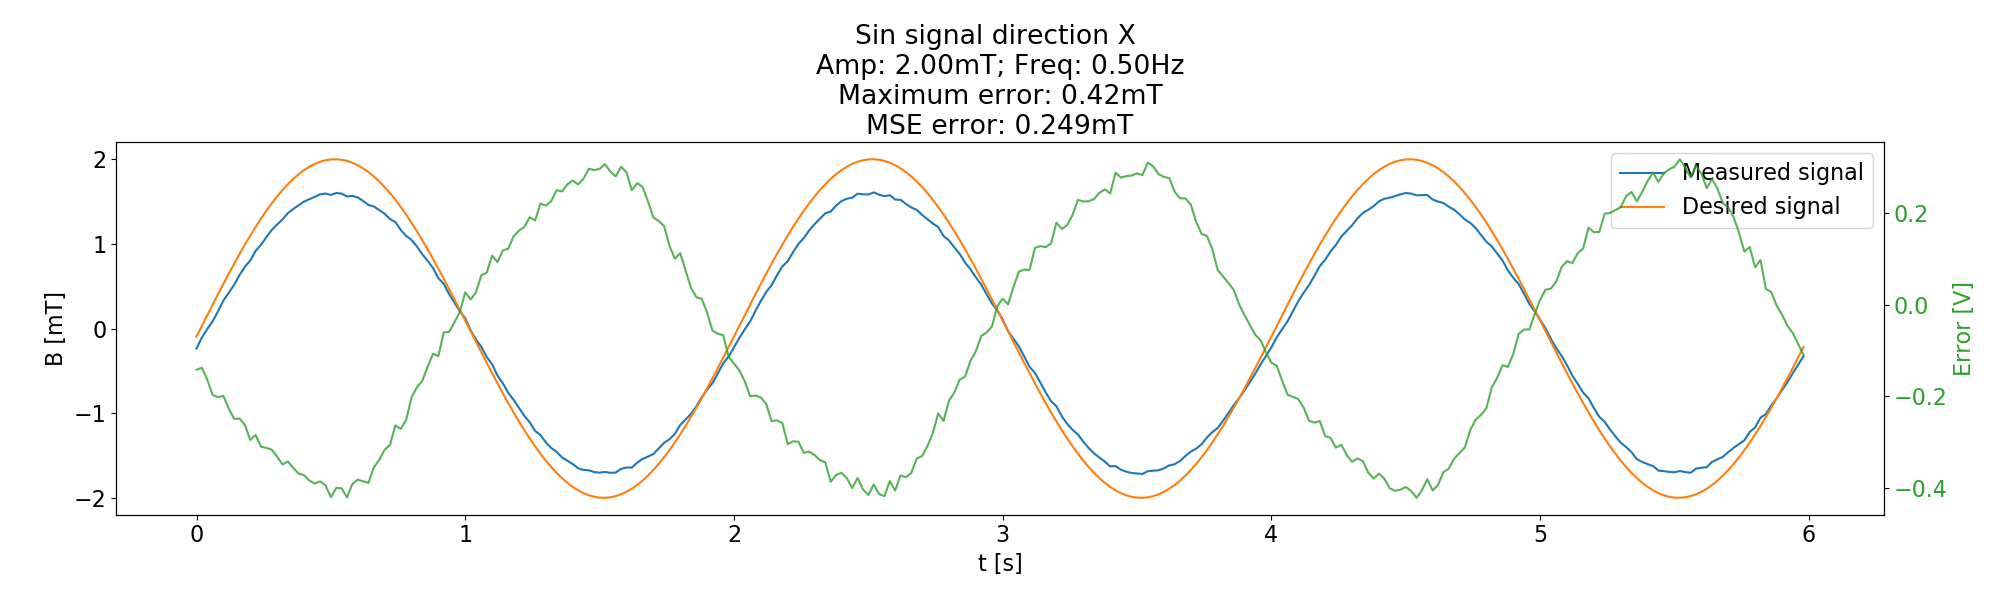 Sin signal direction X
Amp: 2.00mT; Freq: 0.50Hz
Maximum error: 0.42mT
MSE error: 0.249mT
Measured signal
Desired signal
B [mT]
2
1
0
−1
−2
0.2
0.0
−0.2
−0.4
Error [V]
0 1 2 3 4 5 6
t [s]